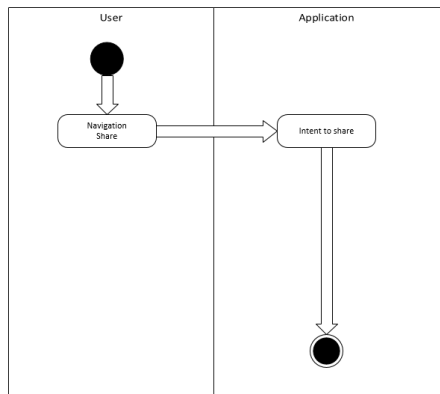 User
Application
Navigation
Share
Intent to share